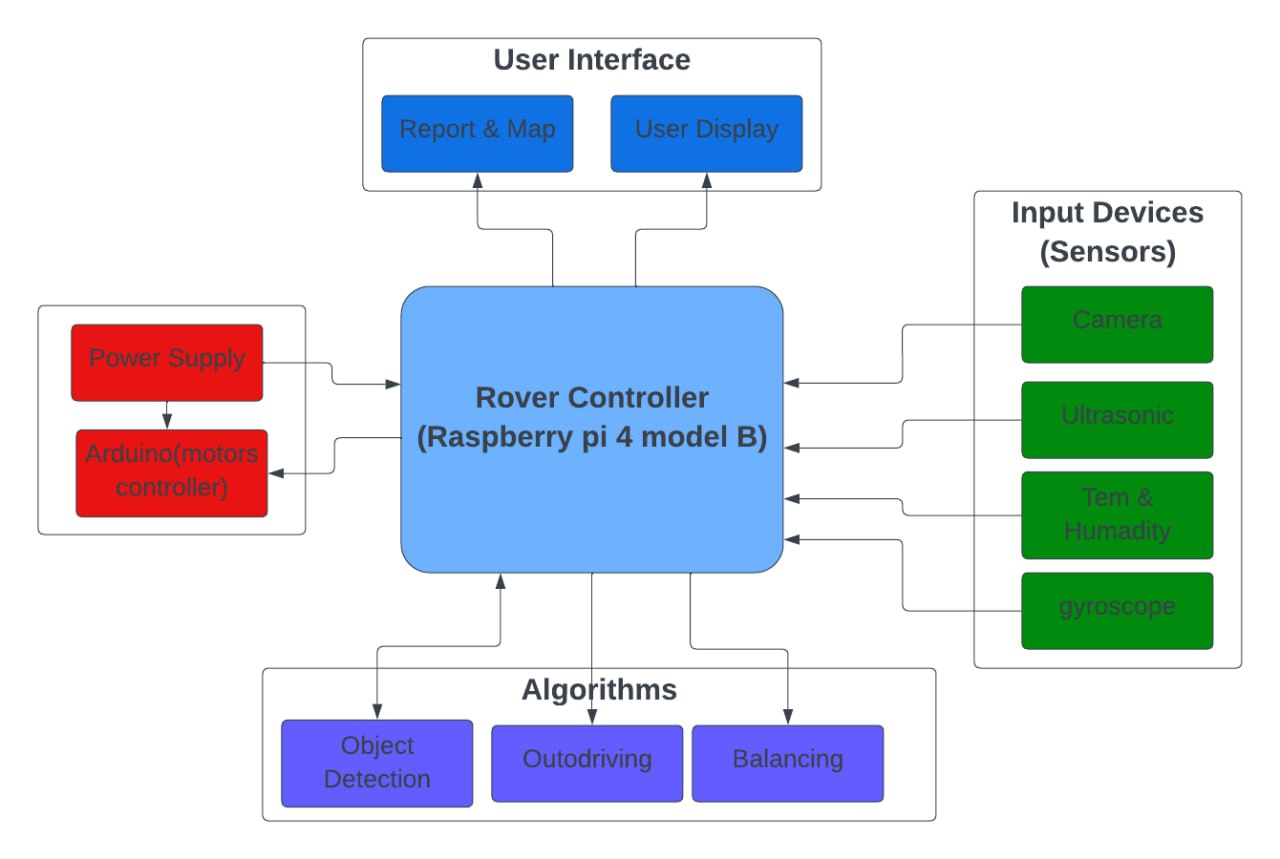 User Interface
Report & Map
User Display
Input Devices
(Sensors)
Camera
Ultrasonic
Tem &
Humadity
gyroscope
Power Supply
Arduino(motors
controller)
Rover Controller
(Raspberry pi 4 model B)
Algorithms
Object
Detection
Outodriving
Balancing